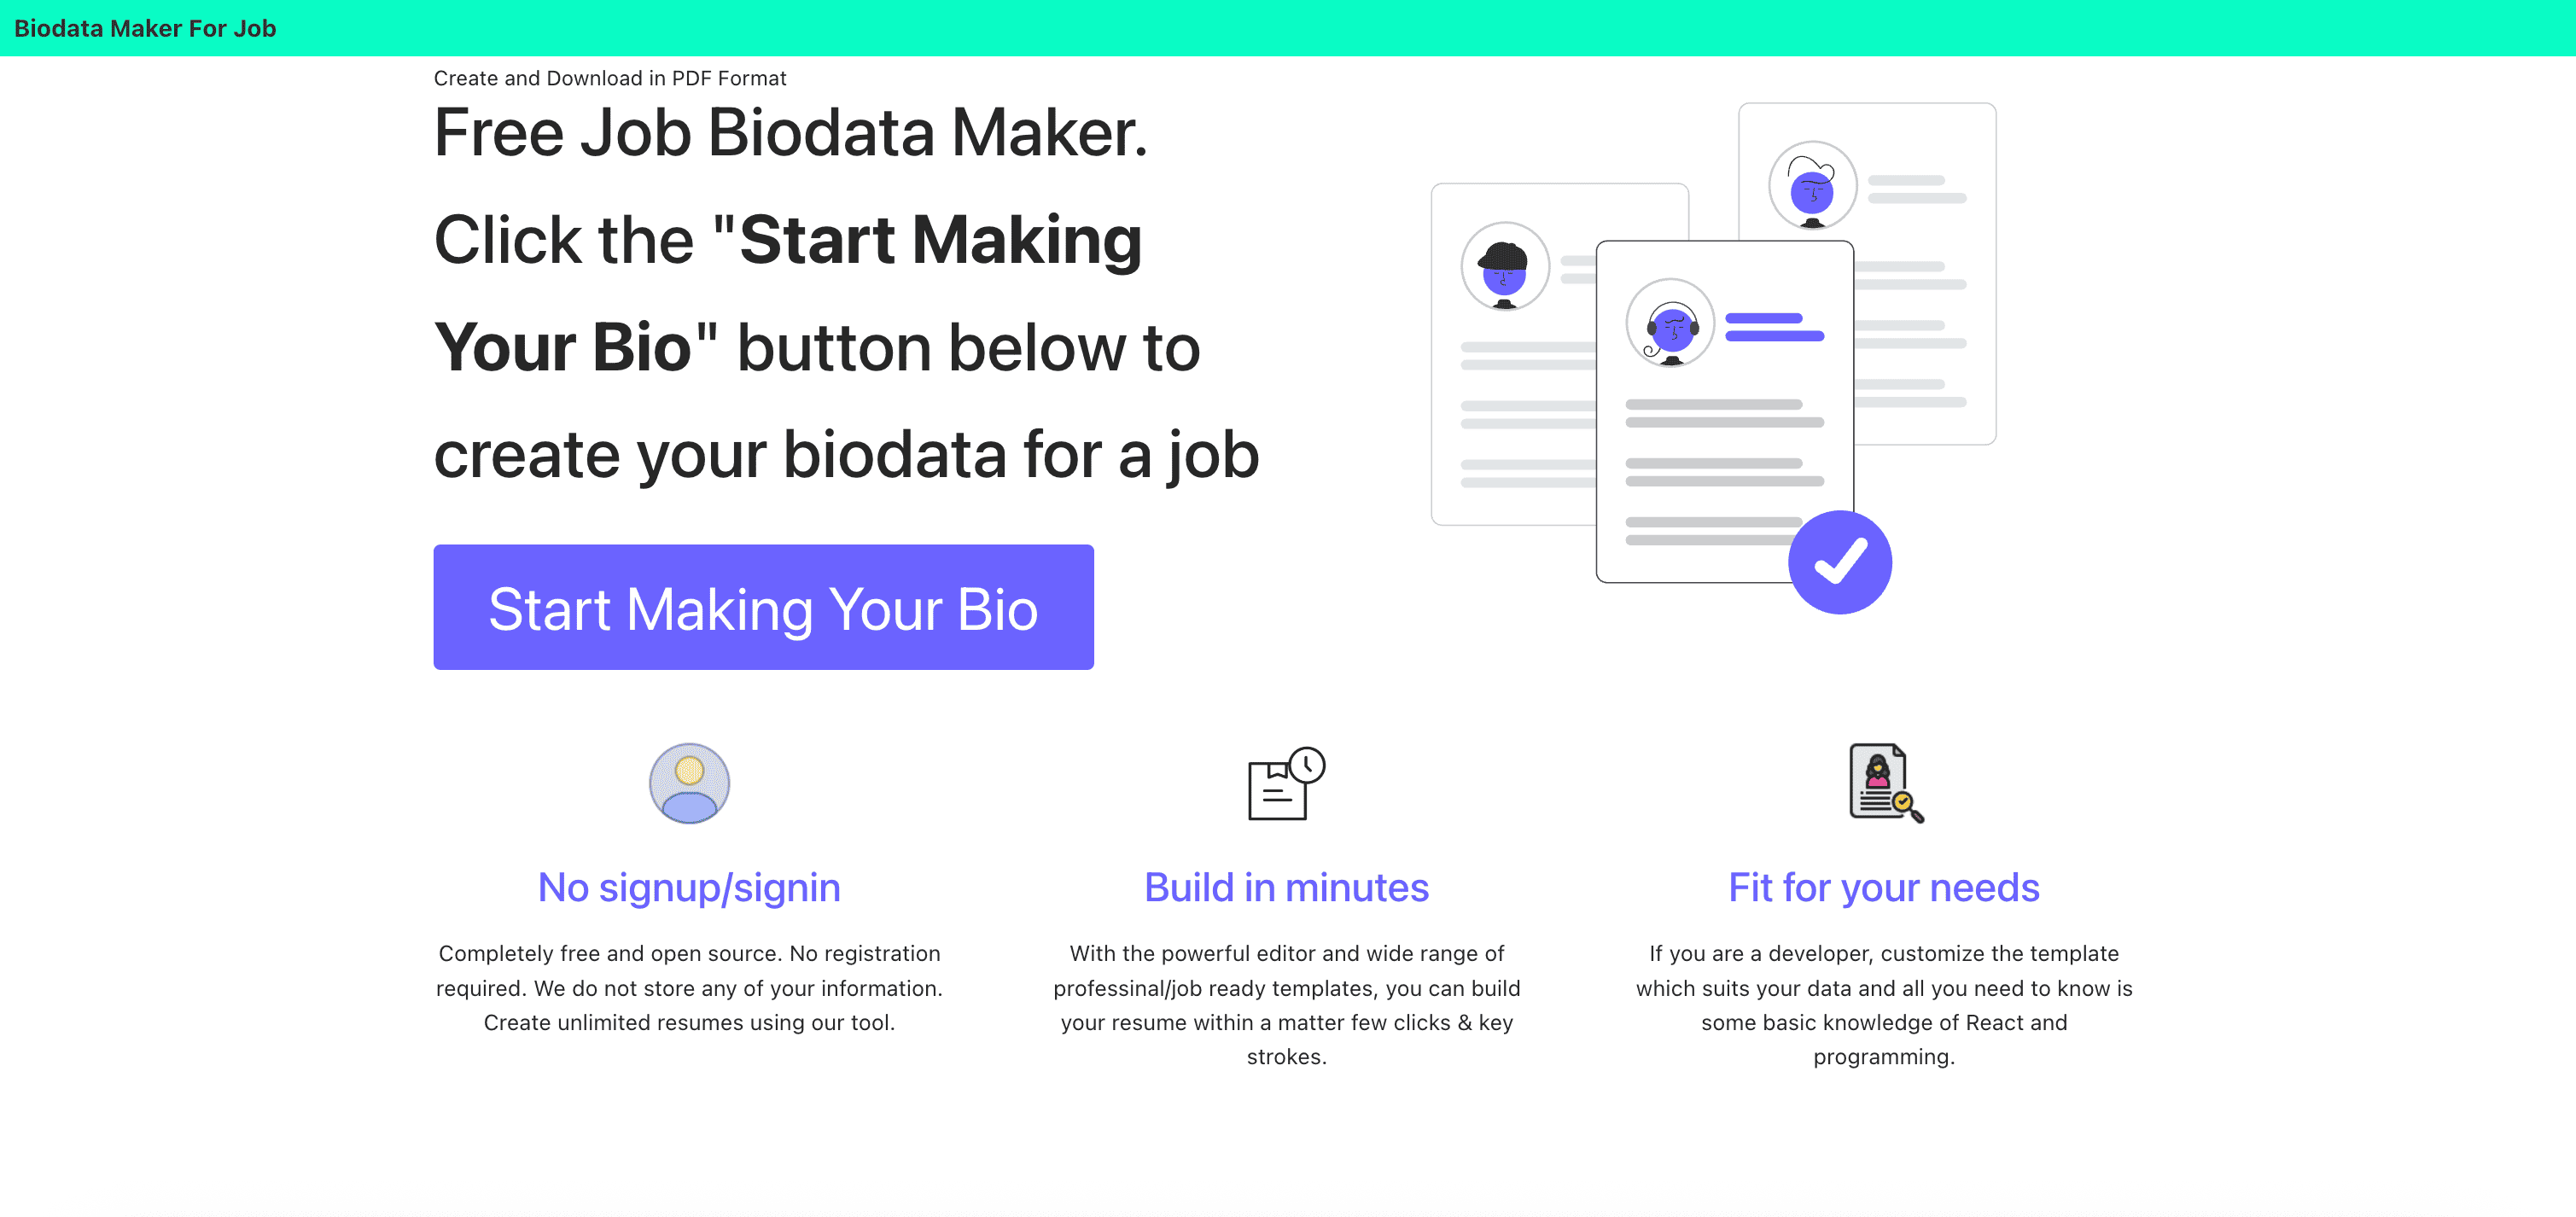 Biodata Maker For Job
Create and Download in PDF Format
Free Job Biodata Maker.
Click the "Start Making
Your Bio" button below to
create your biodata for a job
Start Making Your Bio
No signup/signin
Completely free and open source. No registration
required. We do not store any of your information.
Create unlimited resumes using our tool.
Build in minutes
With the powerful editor and wide range of
professinal/job ready templates, you can build
your resume within a matter few clicks & key
strokes.
Fit for your needs
If you are a developer, customize the template
which suits your data and all you need to know is
some basic knowledge of React and
programming.